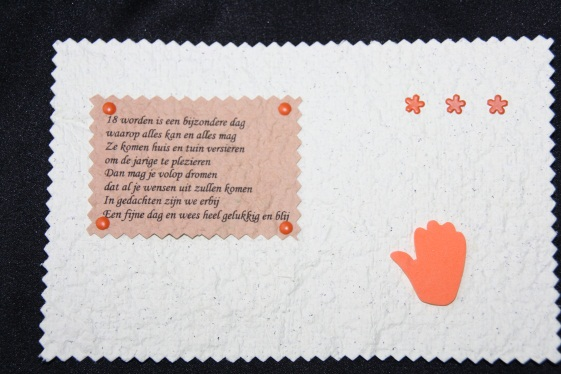 18 worden is een bijzondere dag
waarop alles kan en alles mag
Ze komen huis en tuin versieren
om de jarige te plezieren
Dan mag je volop dromen
dat al je wensen uit zullen komen
In gedachten zijn we erbij
Een fijne dag en wees heel gelukkig en blij